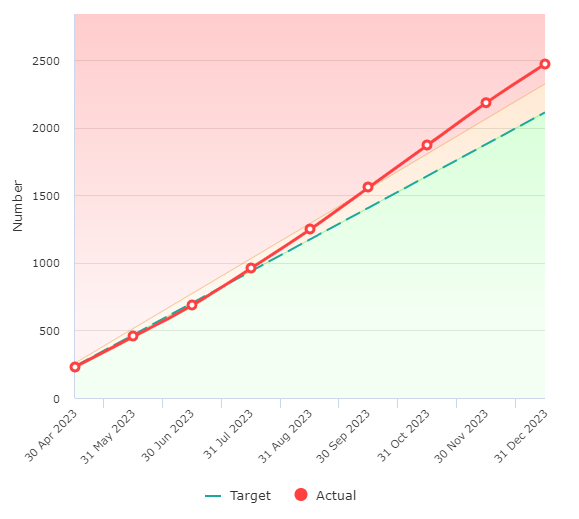 2500
2000
1500
1000
500
0
Number
30 Apr 2023
31 May 2023
30 Jun 2023
31 Jul 2023
31 Aug 2023
30 Sep 2023
31 Oct 2023
30 Nov 2023
31 Dec 2023
Target
Actual